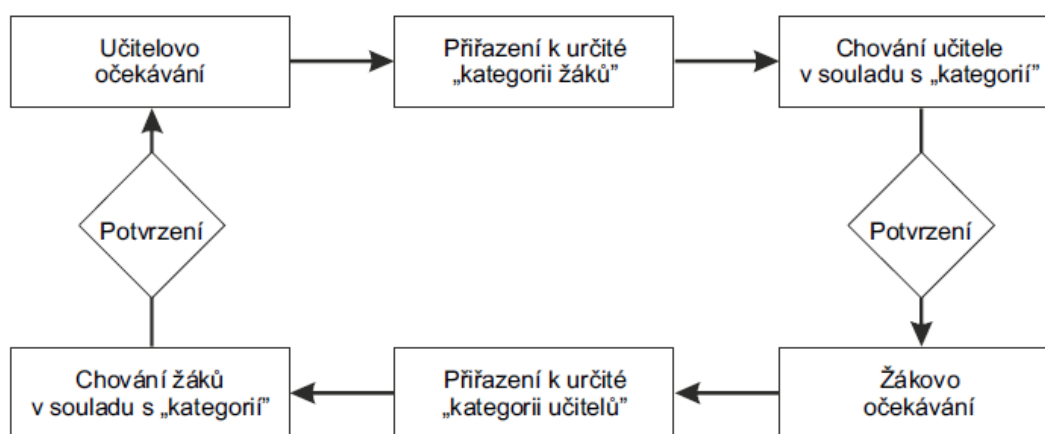 Učitelovo
očekávání
Přiřazení k určité
„kategorii žáků”
Chování učitele
v souladu s „kategorií”
Potvrzení
Potvrzení
Chování žáků
v souladu s „kategorií”
Přiřazení k určité
„kategorii učitelů”
Žákovo
očekávání